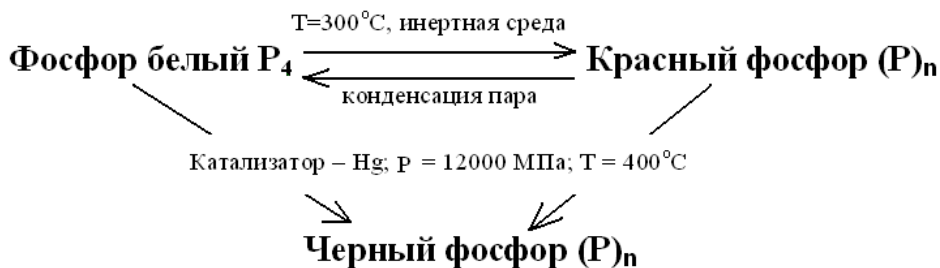 T=300°C, инертная среда
Фосфор белый P₄ Красный фосфор (P)ₙ
конденсация пара
Катализатор – Hg; P = 12000 МПа; T = 400°C
Черный фосфор (P)ₙ